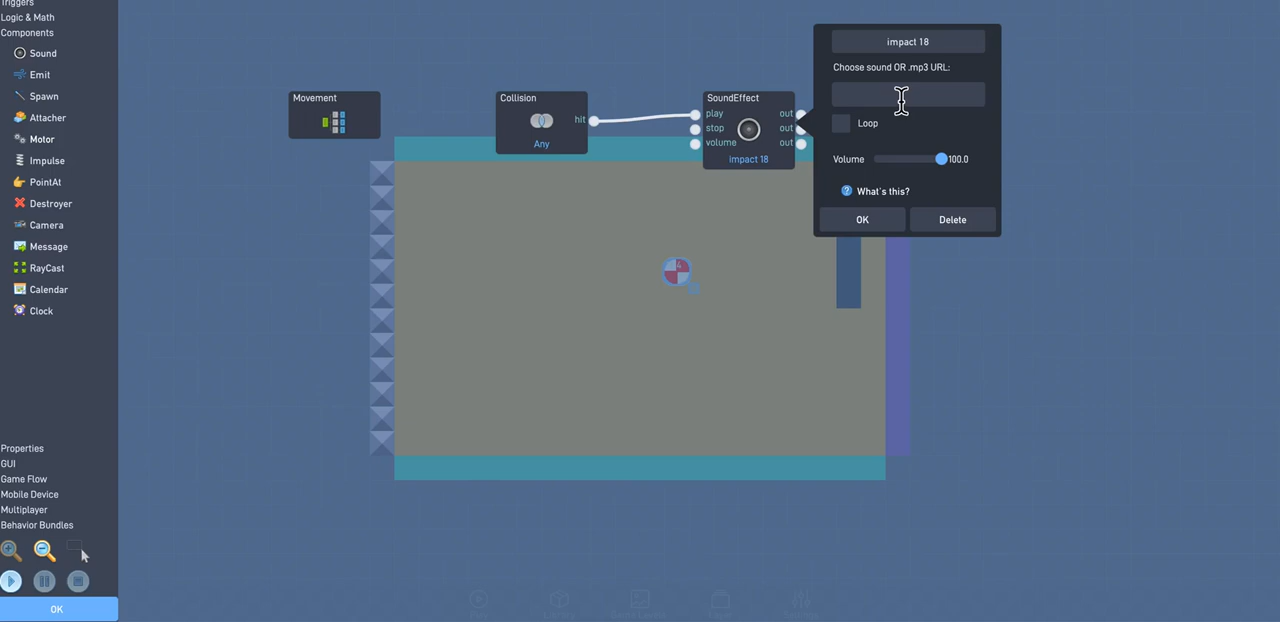 Triggers
Logic & Math
Components
Sound
Emit
Spawn
Attacher
Motor
Impulse
PointAt
Destroyer
Camera
Message
RayCast
Calendar
Clock
Properties
GUI
Game Flow
Mobile Device
Multiplayer
Behavior Bundles
OK
Movement
Collision
hit
Any
SoundEffect
play out
stop out
volume out
impact 18
4
impact 18
Choose sound OR .mp3 URL:
Loop
Volume 100.0
? What's this?
OK Delete